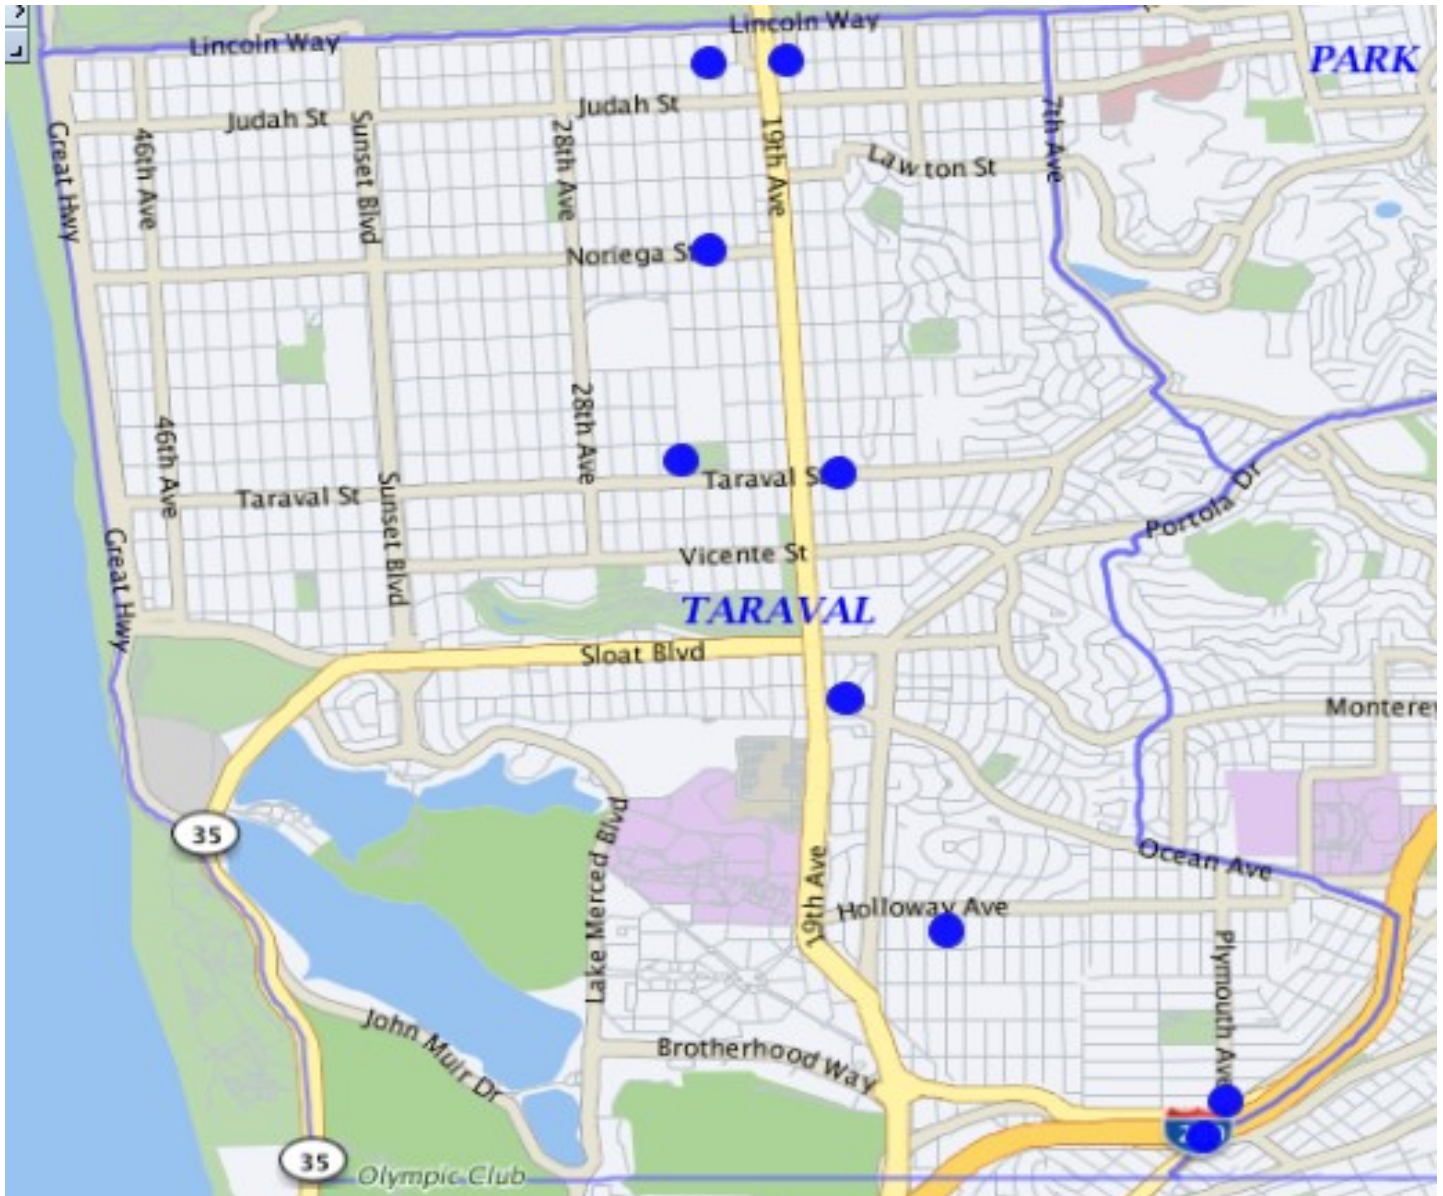 Lincoln Way
Lincoln Way
PARK
Judah St
Judah St
Great Hwy
46th Ave
Sunset Blvd
28th Ave
19th Ave
7th Ave
Lawton St
Noriega St
46th Ave
28th Ave
Taraval St
Taraval St
Sunset Blvd
Portola Dr
Great Hwy
Vicente St
TARAVAL
Sloat Blvd
Monterey
35
Lake Merced Blvd
19th Ave
Ocean Ave
Holloway Ave
Plymouth Ave
John Muir Dr
Brotherhood Way
35
Olympic Club